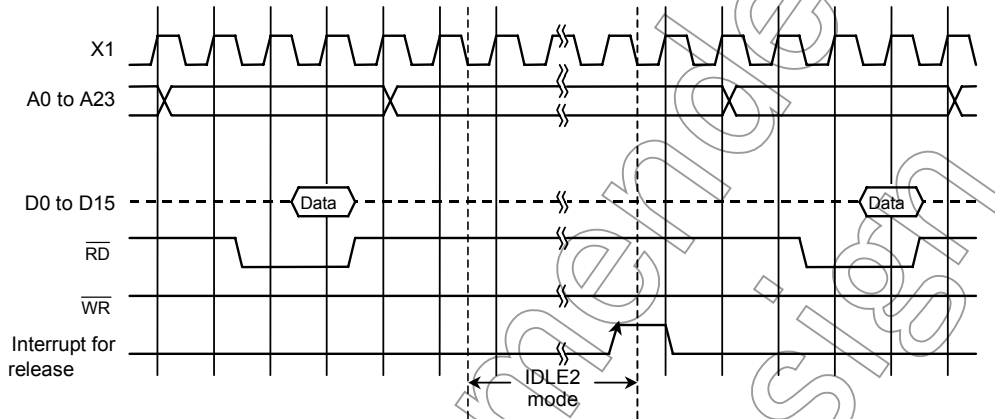 X1
A0 to A23
D0 to D15
Data
Data
RD
WR
Interrupt for
release
IDLE2
mode